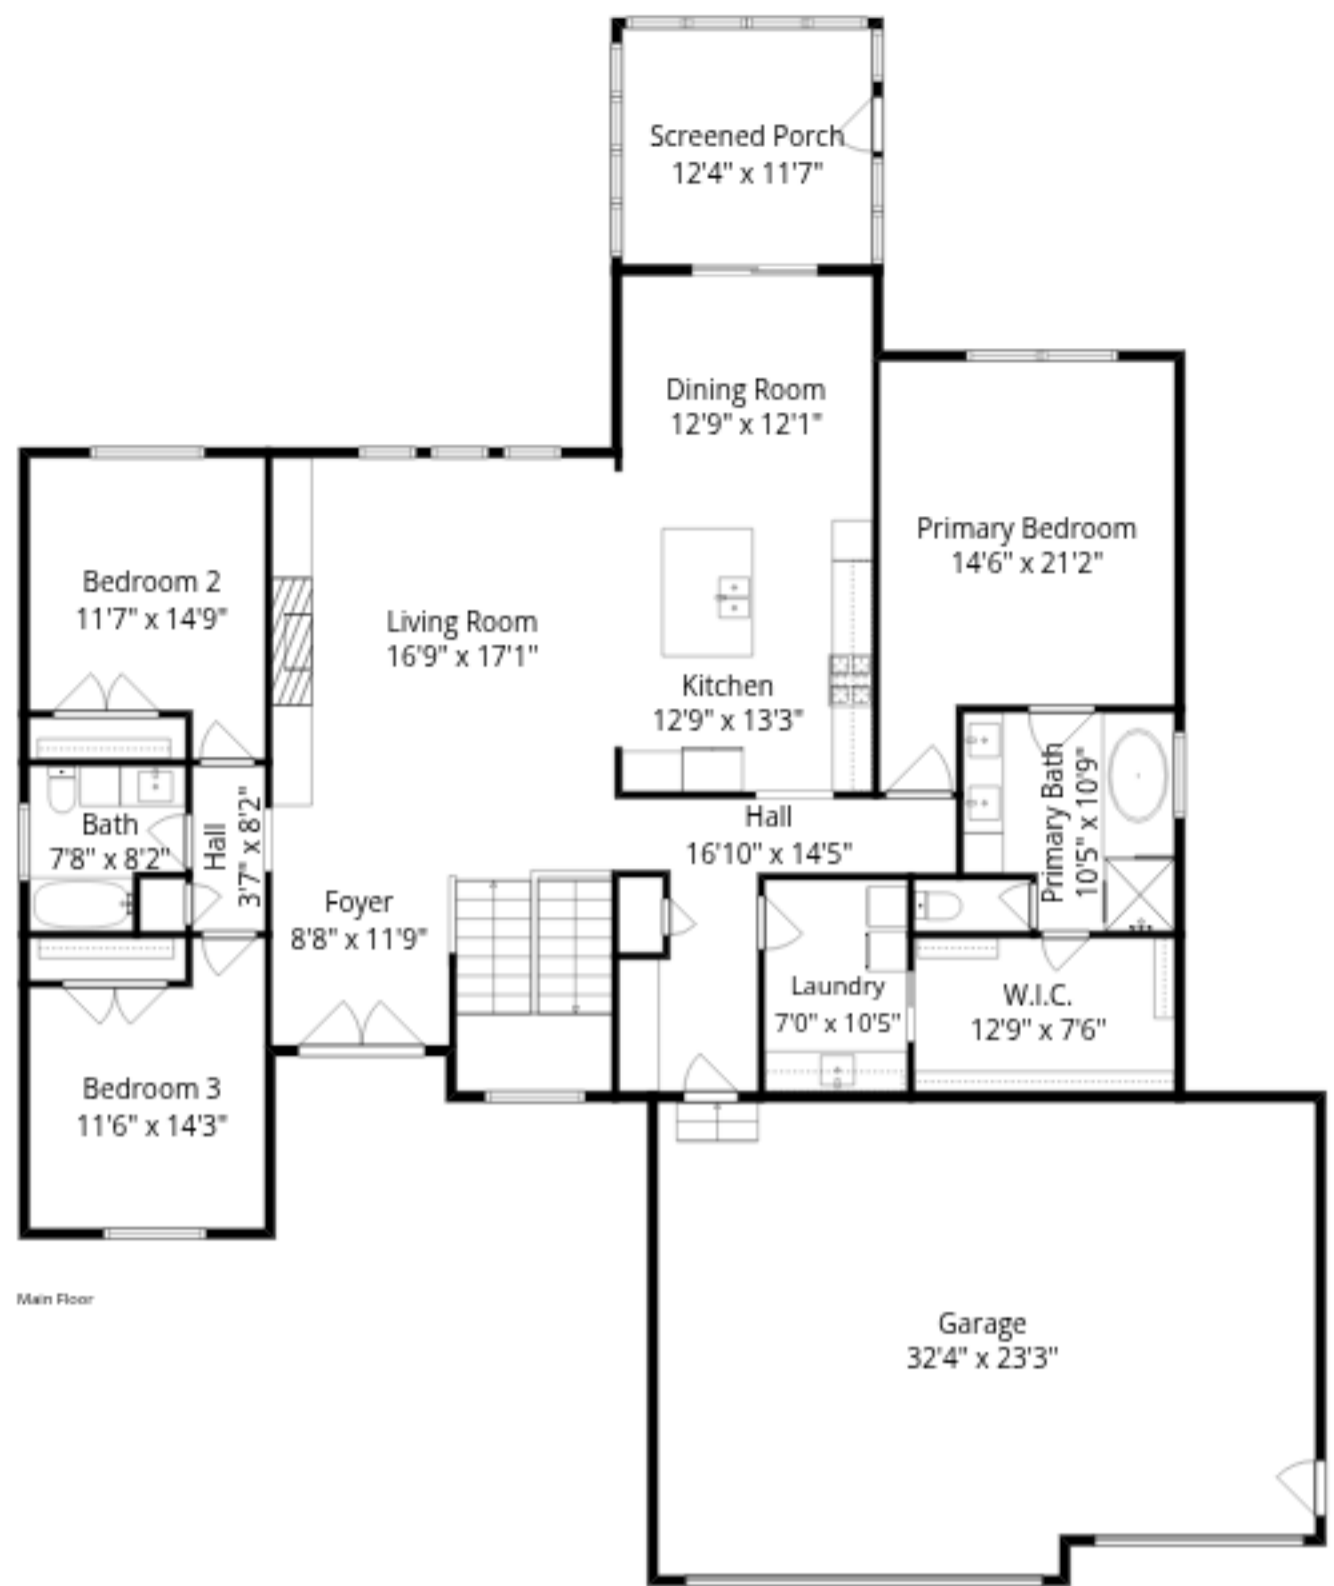 Screened Porch
12'4" x 11'7"
Dining Room
12'9" x 12'1"
Primary Bedroom
14'6" x 21'2"
Bedroom 2
11'7" x 14'9"
Living Room
16'9" x 17'1"
Kitchen
12'9" x 13'3"
Primary Bath
10'5" x 10'9"
Hall
16'10" x 14'5"
Bath
7'8" x 8'2"
Hall
3'7" x 8'2"
Foyer
8'8" x 11'9"
Laundry
7'0" x 10'5"
W.I.C.
12'9" x 7'6"
Bedroom 3
11'6" x 14'3"
Main Floor
Garage
32'4" x 23'3"